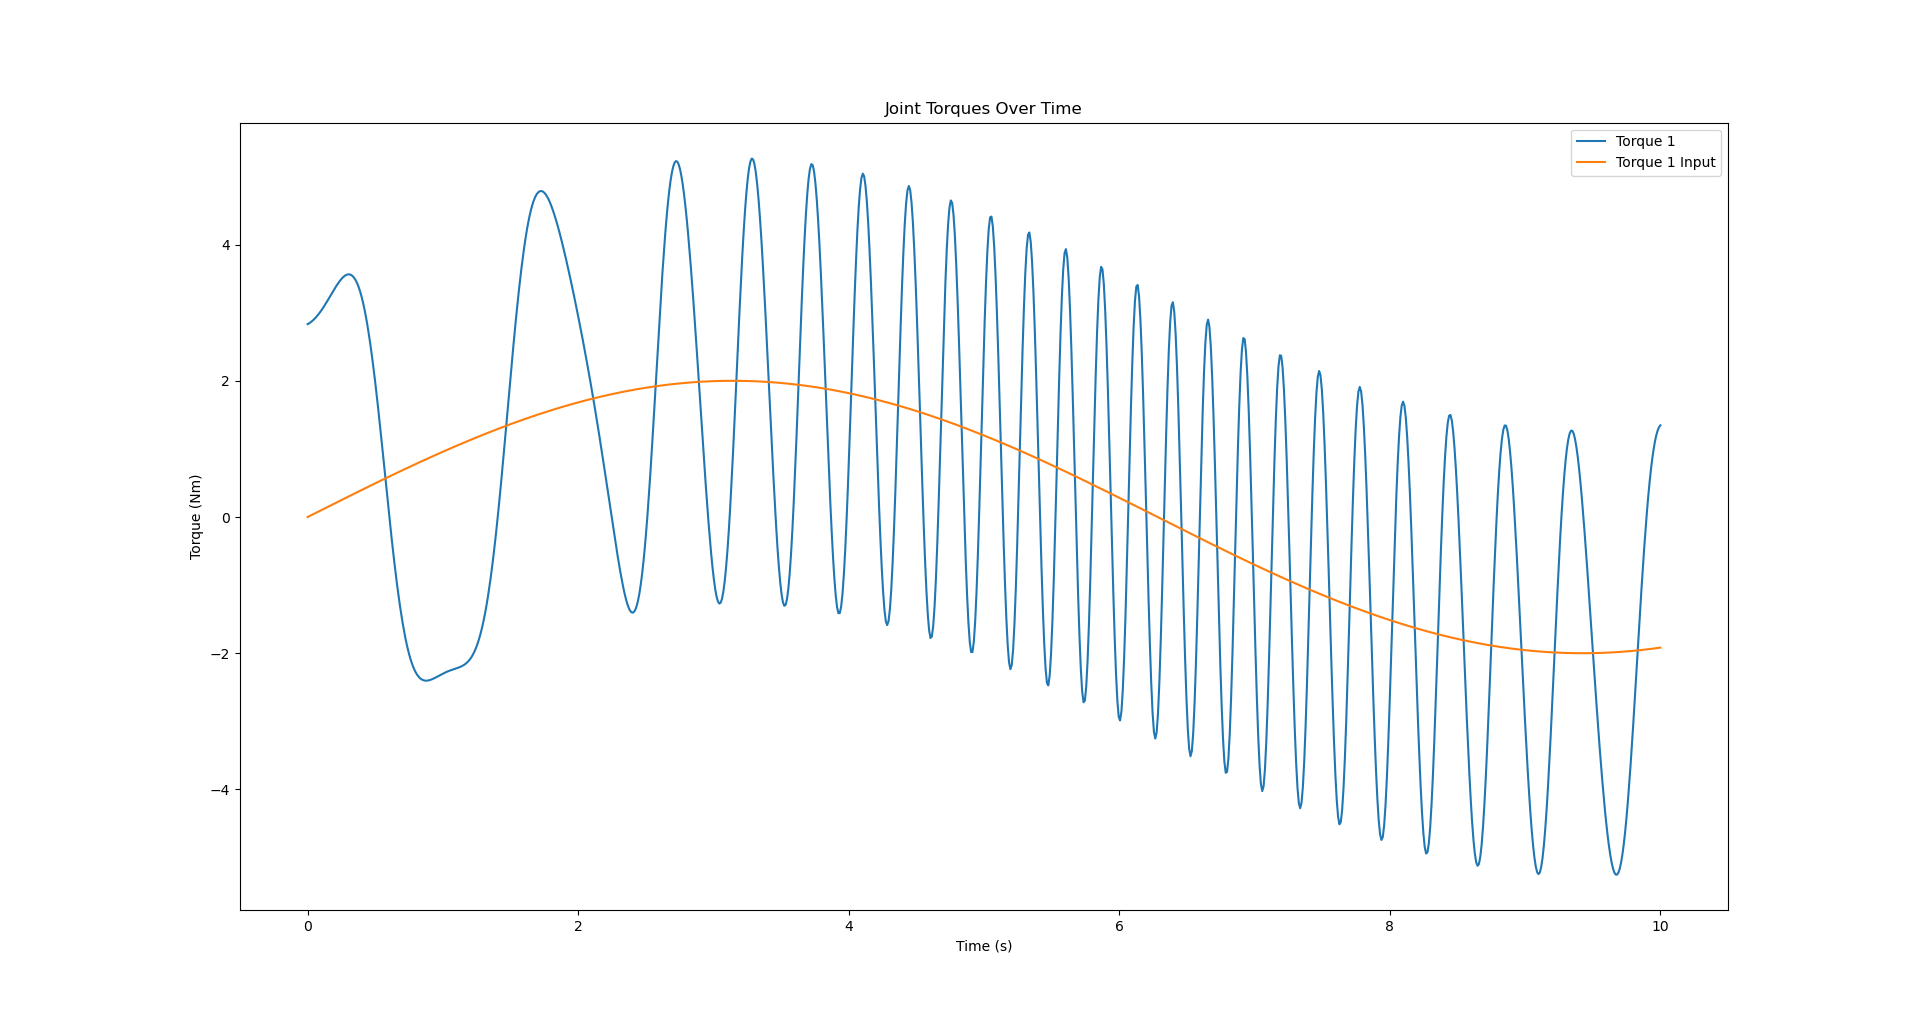 Joint Torques Over Time
Torque 1
Torque 1 Input
Torque (Nm)
4
2
0
−2
−4
0 2 4 6 8 10
Time (s)